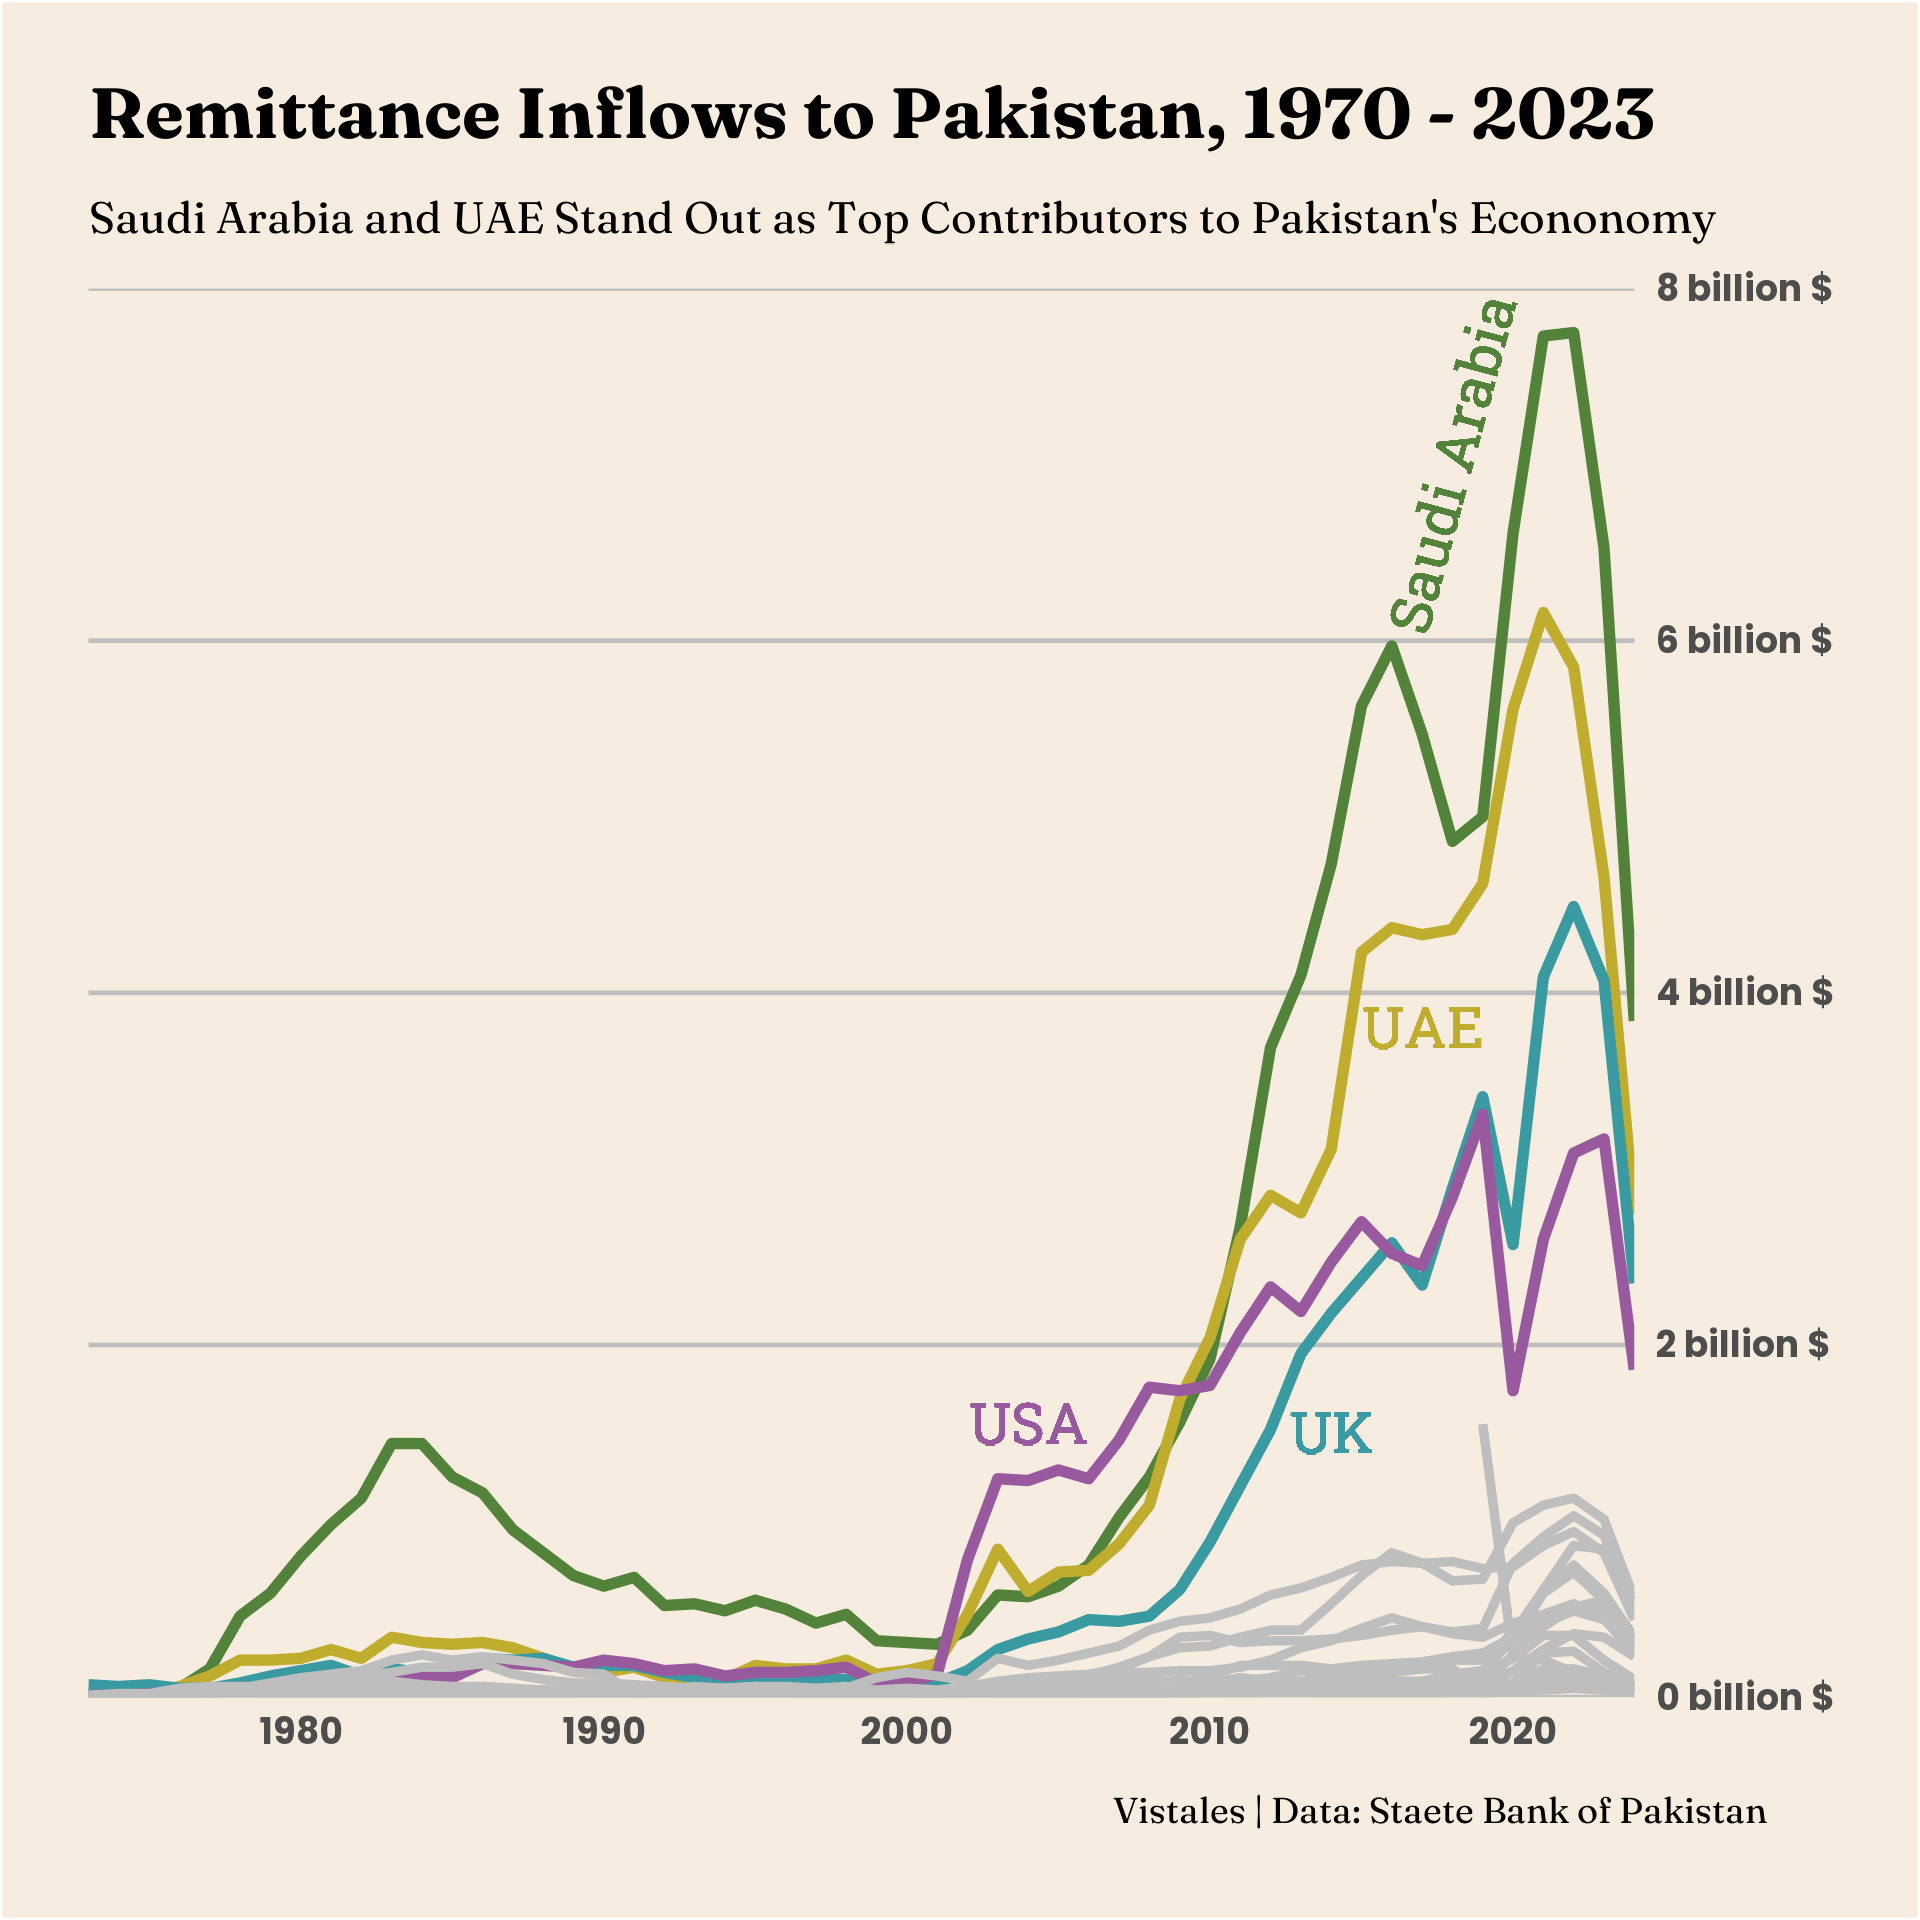 Remittance Inflows to Pakistan, 1970 - 2023
Saudi Arabia and UAE Stand Out as Top Contributors to Pakistan's Econonomy
8 billion $
Saudi Arabia
6 billion $
4 billion $
UAE
2 billion $
USA
UK
0 billion $
1980 1990 2000 2010 2020
Vistales | Data: Staete Bank of Pakistan